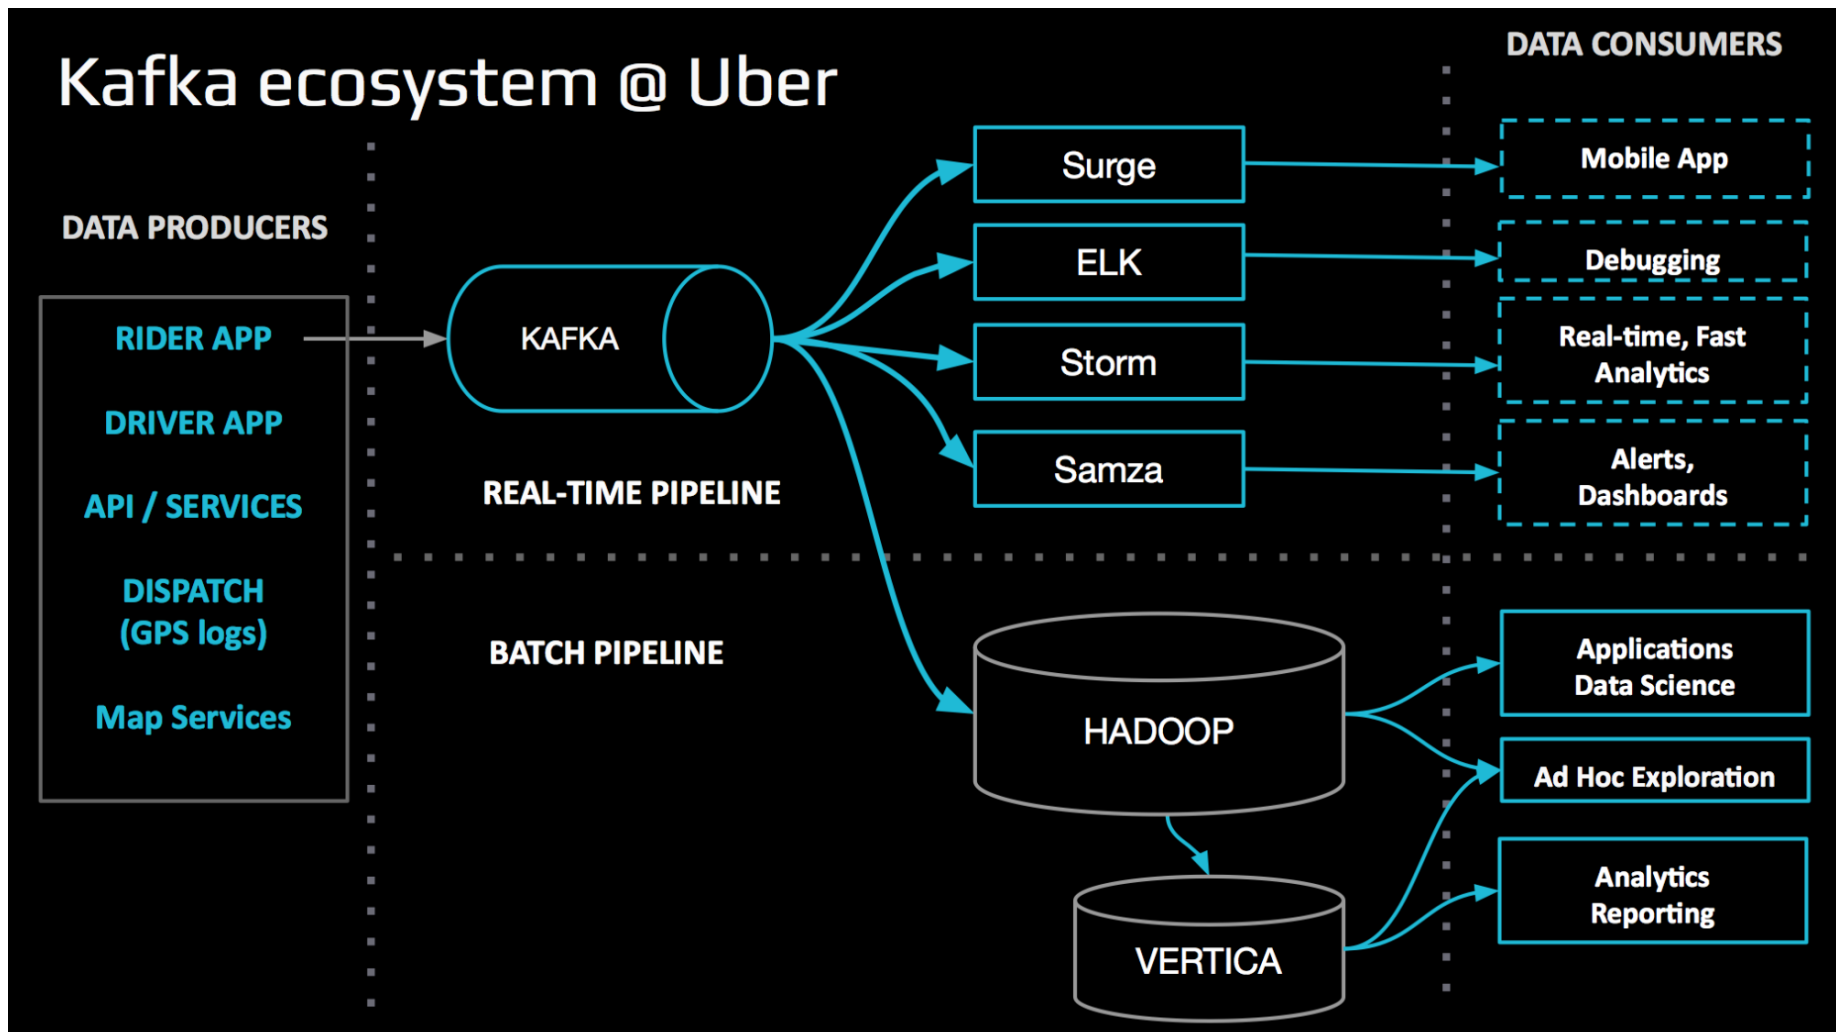 Kafka ecosystem @ Uber
DATA PRODUCERS
RIDER APP
DRIVER APP
API / SERVICES
DISPATCH
(GPS logs)
Map Services
KAFKA
REAL-TIME PIPELINE
BATCH PIPELINE
Surge
ELK
Storm
Samza
HADOOP
VERTICA
DATA CONSUMERS
Mobile App
Debugging
Real-time, Fast
Analytics
Alerts,
Dashboards
Applications
Data Science
Ad Hoc Exploration
Analytics
Reporting